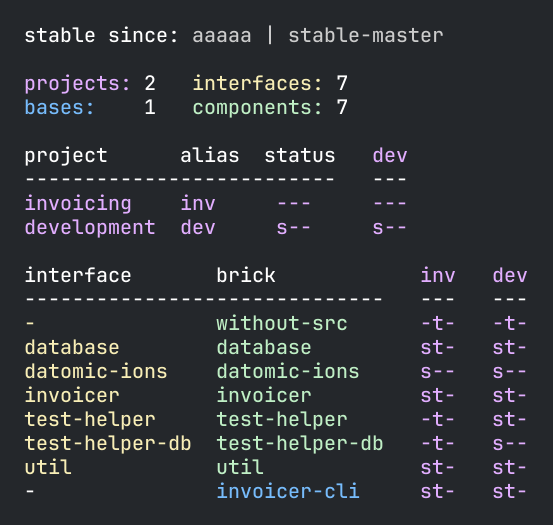 stable since: aaaaa | stable-master
projects: 2   interfaces: 7
bases:    1   components: 7
project      alias  status   dev
--------------------------   ---
invoicing    inv     ---     ---
development  dev     s--     s--
interface       brick            inv   dev
------------------------------   ---   ---
-               without-src      -t-   -t-
database        database         st-   st-
datomic-ions    datomic-ions     s--   s--
invoicer        invoicer         st-   st-
test-helper     test-helper      -t-   st-
test-helper-db  test-helper-db   -t-   s--
util            util             st-   st-
-               invoicer-cli     st-   st-